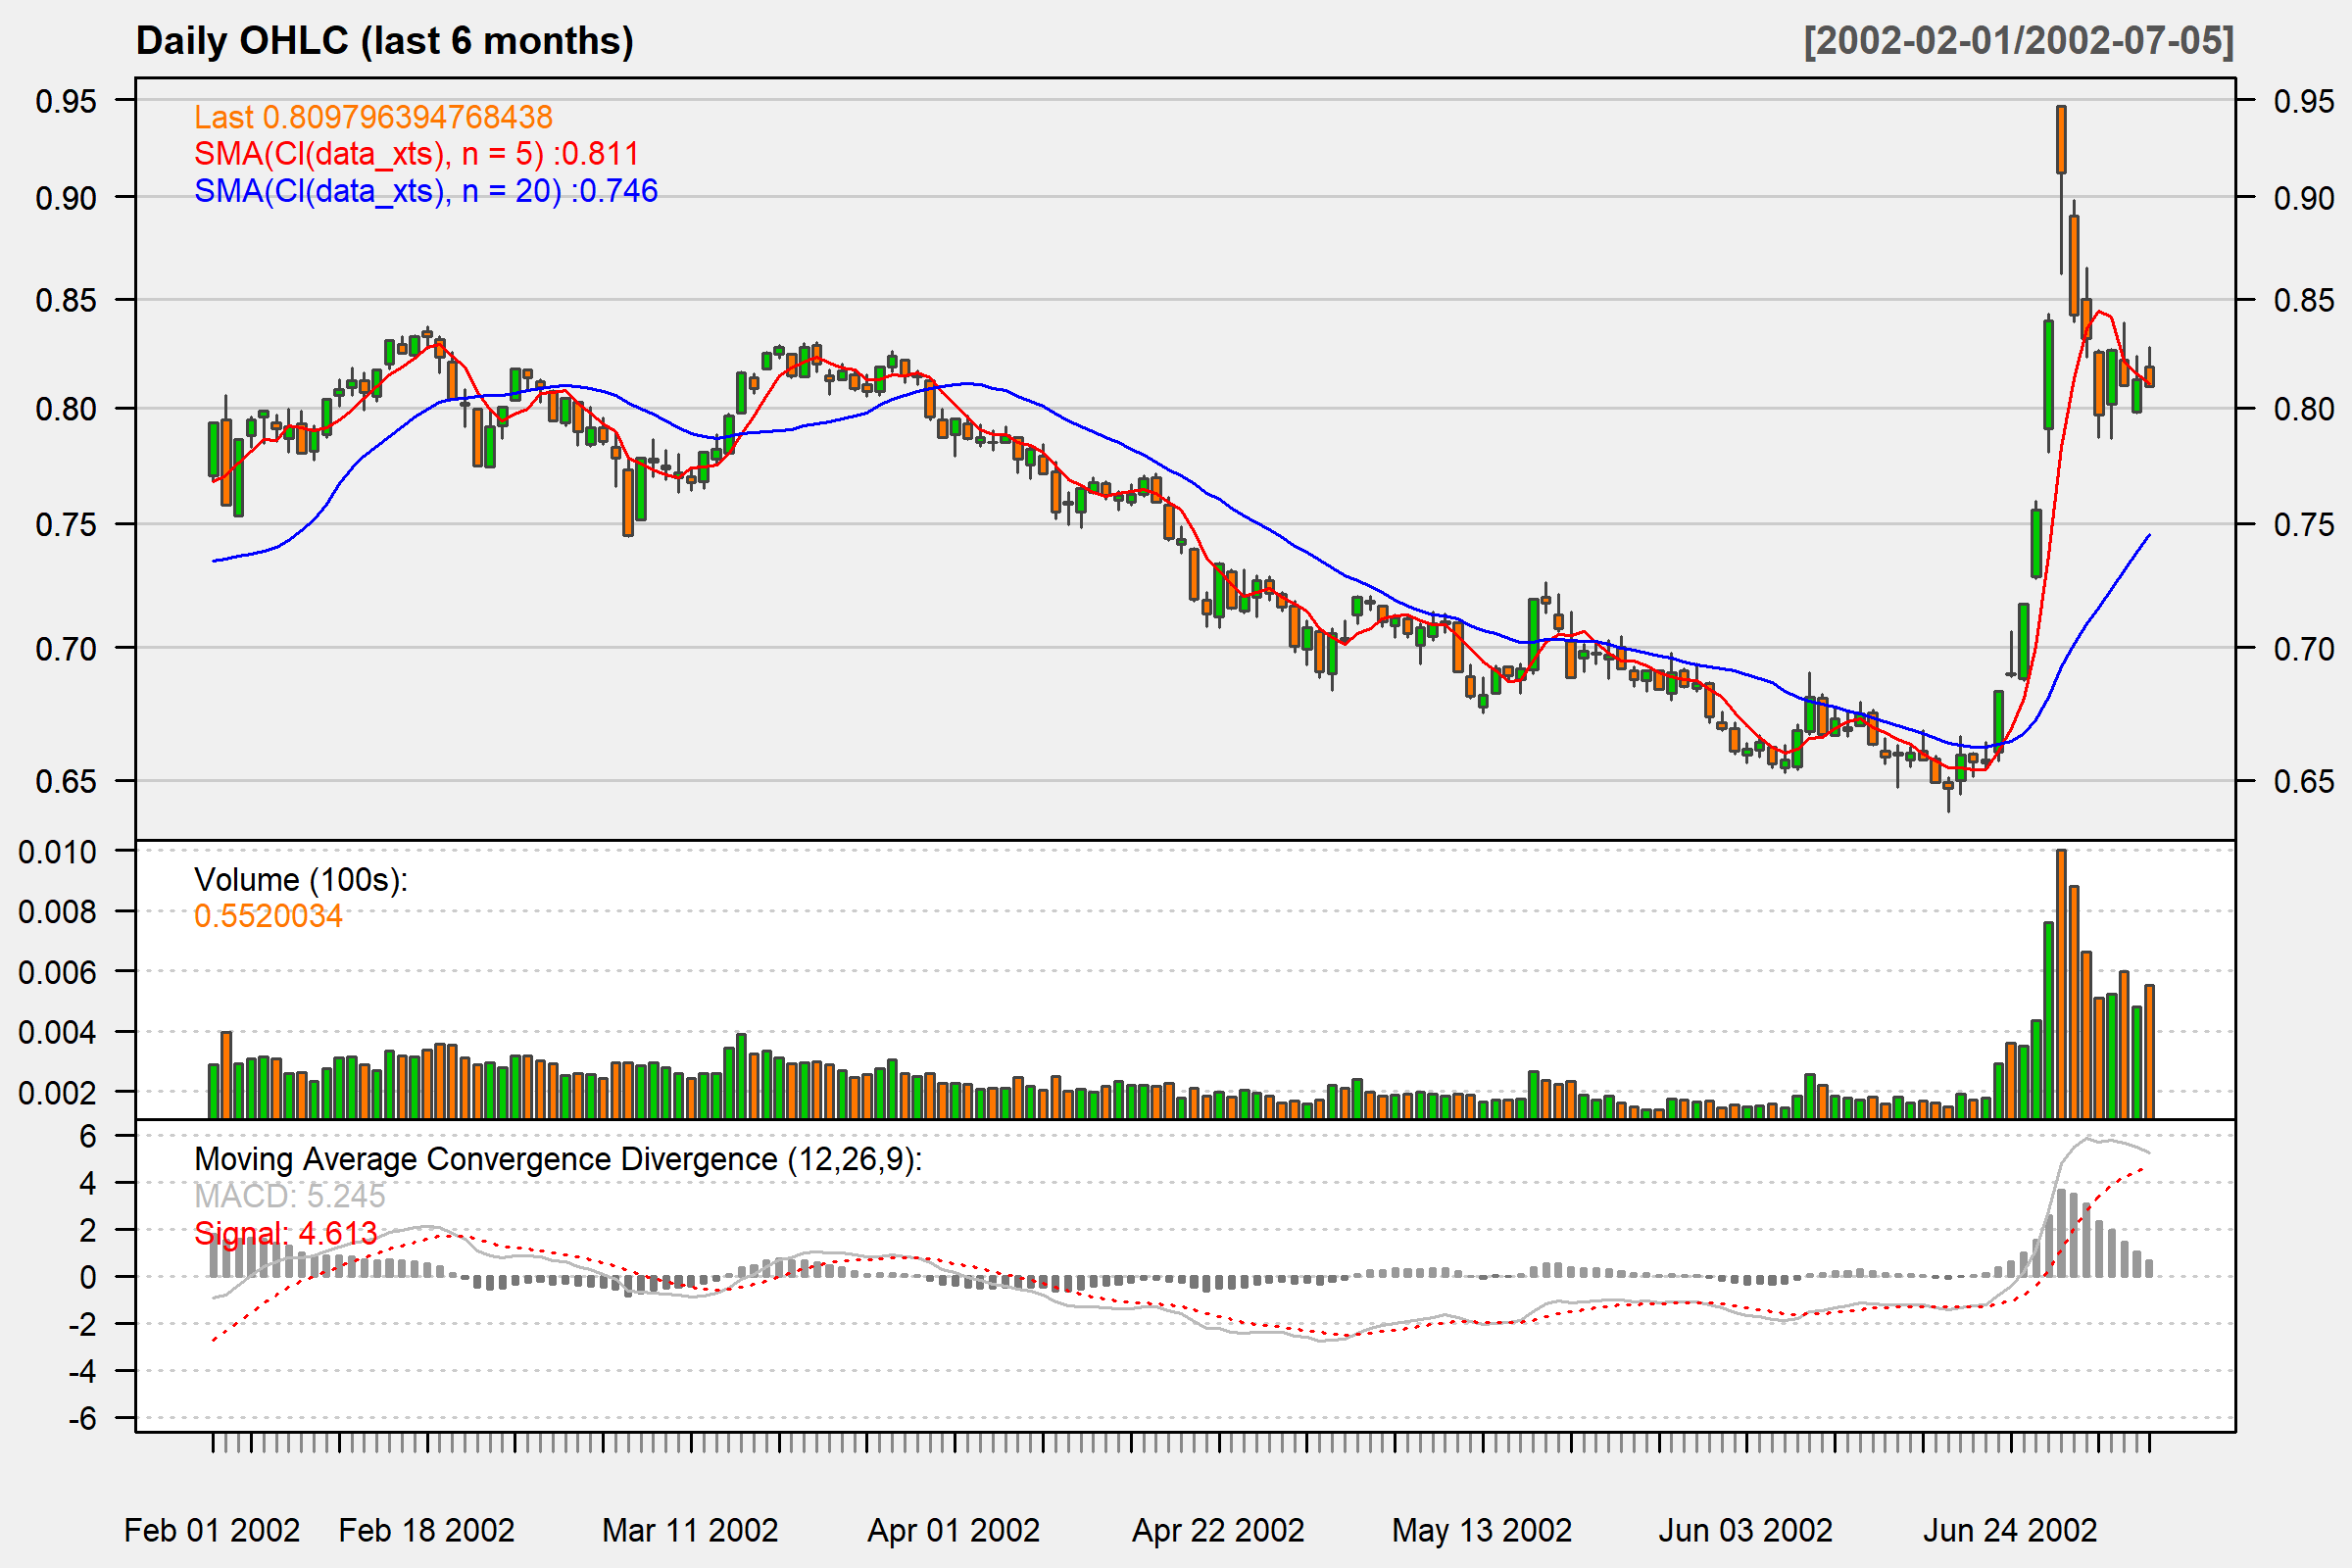 Daily OHLC (last 6 months) [2002-02-01/2002-07-05]
0.95 0.95
Last 0.809796394768438
SMA(Cl(data_xts), n = 5) :0.811
SMA(Cl(data_xts), n = 20) :0.746
0.90 0.90
0.85 0.85
0.80 0.80
0.75 0.75
0.70 0.70
0.65 0.65
0.010
Volume (100s):
0.008
0.5520034
0.006
0.004
0.002
6
Moving Average Convergence Divergence (12,26,9):
4
MACD: 5.245
2
Signal: 4.613
0
-2
-4
-6
Feb 01 2002 Feb 18 2002 Mar 11 2002 Apr 01 2002 Apr 22 2002 May 13 2002 Jun 03 2002 Jun 24 2002